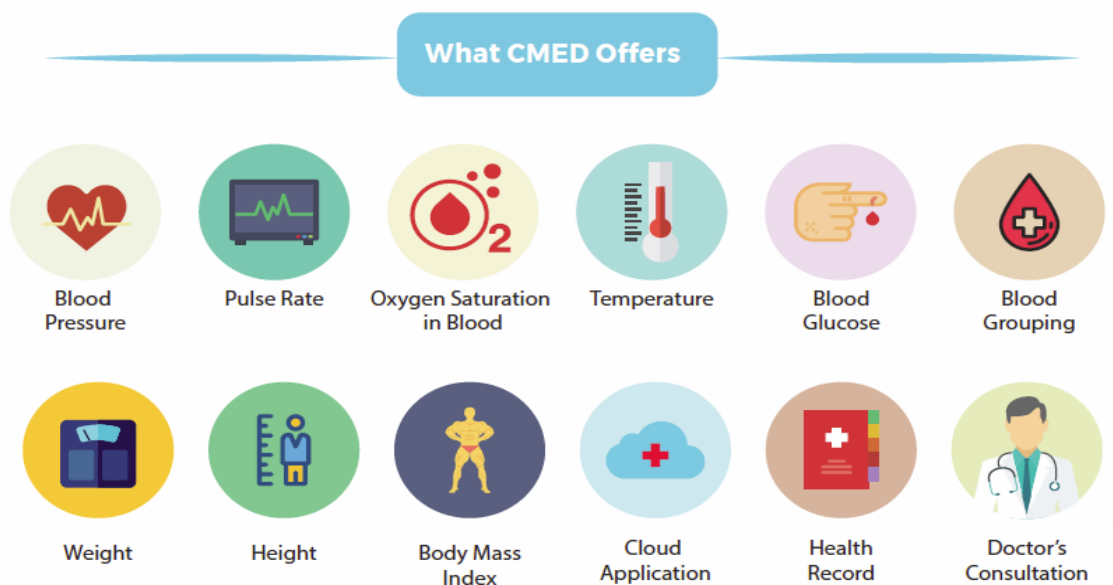 What CMED Offers
Blood
Pressure
Pulse Rate
Oxygen Saturation
in Blood
Temperature
Blood
Glucose
Blood
Grouping
2
Weight
Height
Body Mass
Index
Cloud
Application
Health
Record
Doctor's
Consultation